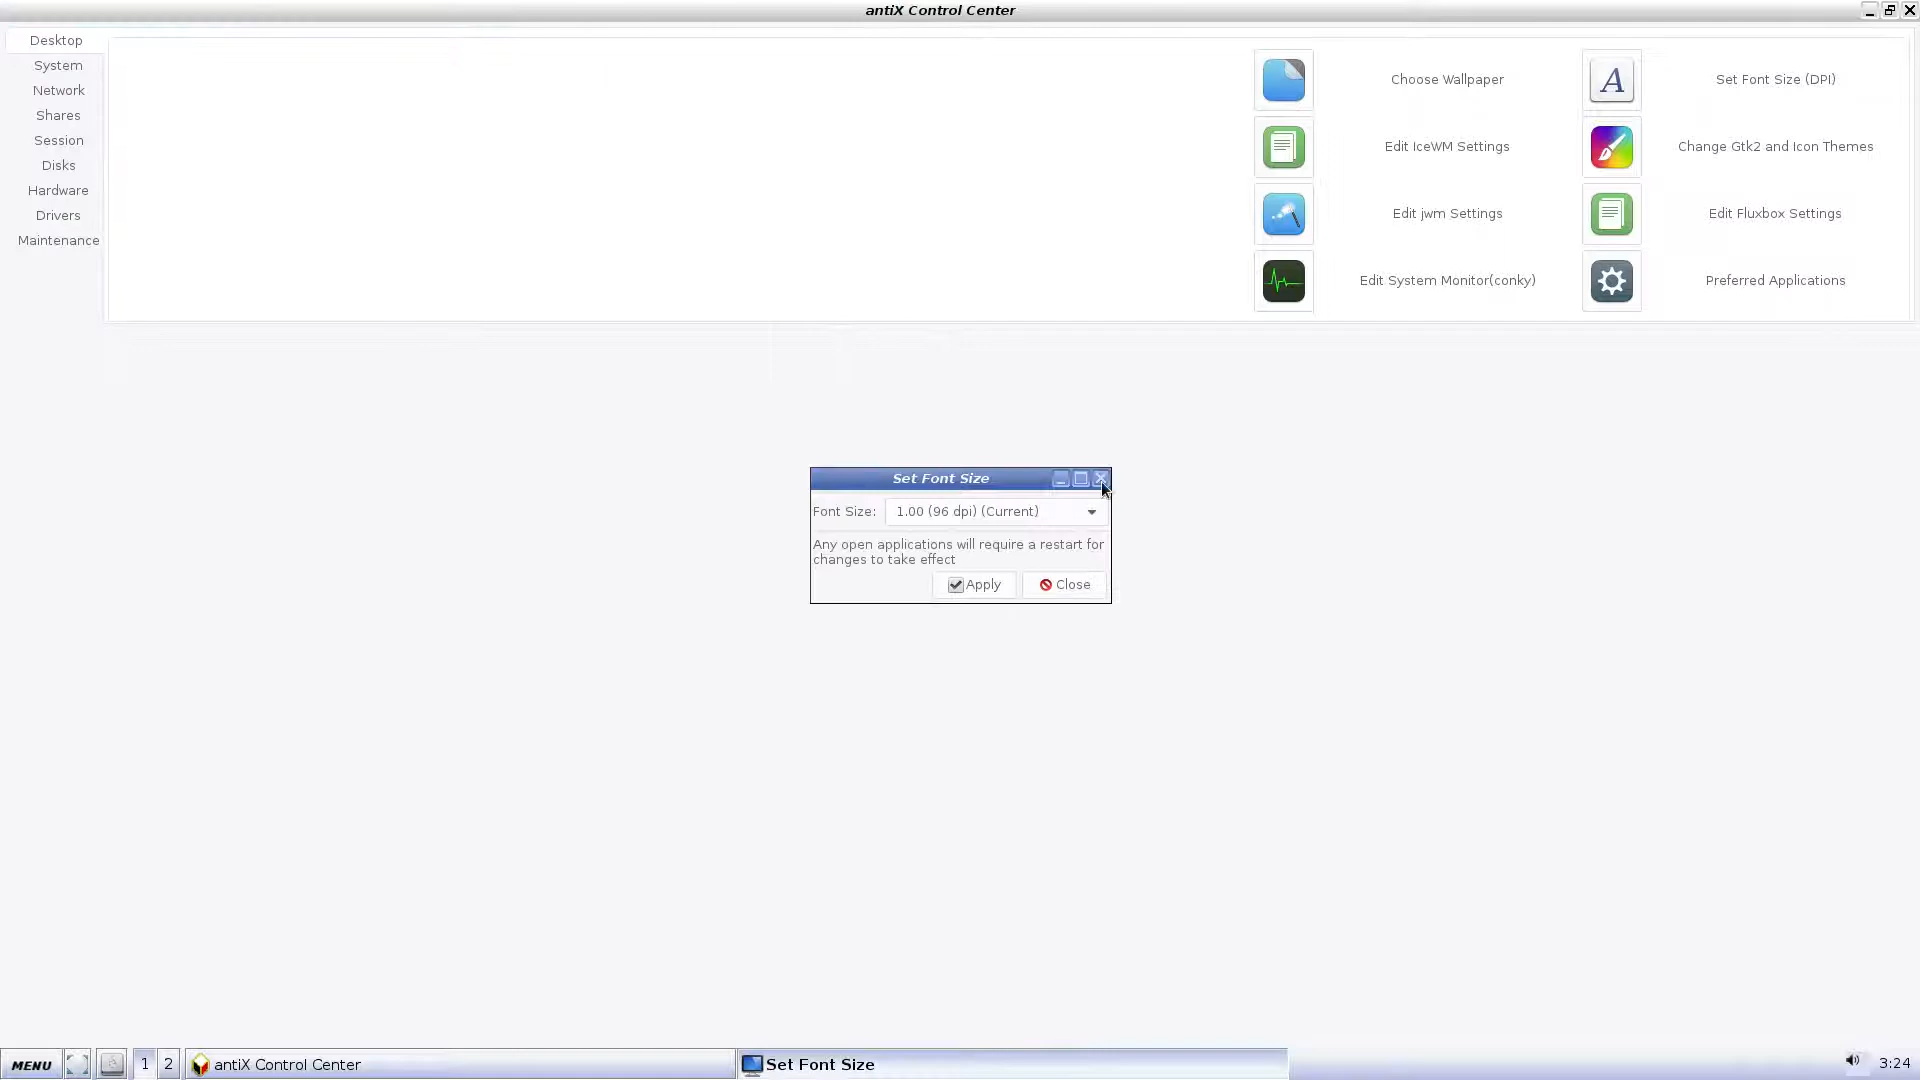 antiX Control Center
Desktop
System
Network
Shares
Session
Disks
Hardware
Drivers
Maintenance
Choose Wallpaper
Set Font Size (DPI)
Edit IceWM Settings
Change Gtk2 and Icon Themes
Edit jwm Settings
Edit Fluxbox Settings
Edit System Monitor(conky)
Preferred Applications
Set Font Size
Font Size: 1.00 (96 dpi) (Current)
Any open applications will require a restart for
changes to take effect
Apply Close
MENU 1 2 antiX Control Center Set Font Size 3:24